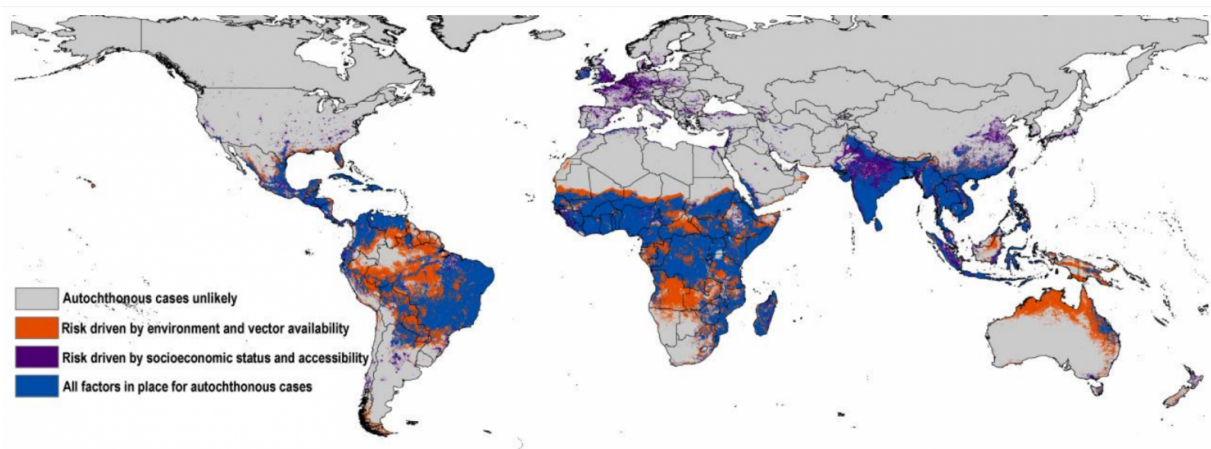 Autochthonous cases unlikely
Risk driven by environment and vector availability
Risk driven by socioeconomic status and accessibility
All factors in place for autochthonous cases